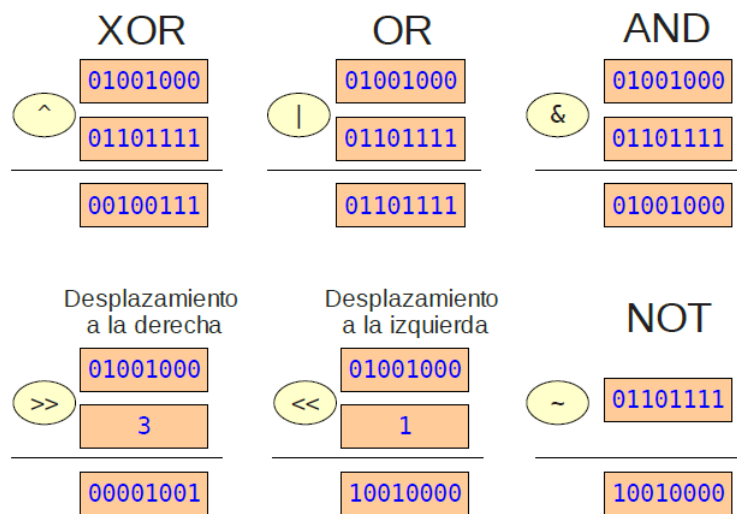 XOR
^
01001000
01101111
00100111
OR
|
01001000
01101111
01101111
AND
&
01001000
01101111
01001000
Desplazamiento
a la derecha
>>
01001000
3
00001001
Desplazamiento
a la izquierda
<<
01001000
1
10010000
NOT
~
01101111
10010000